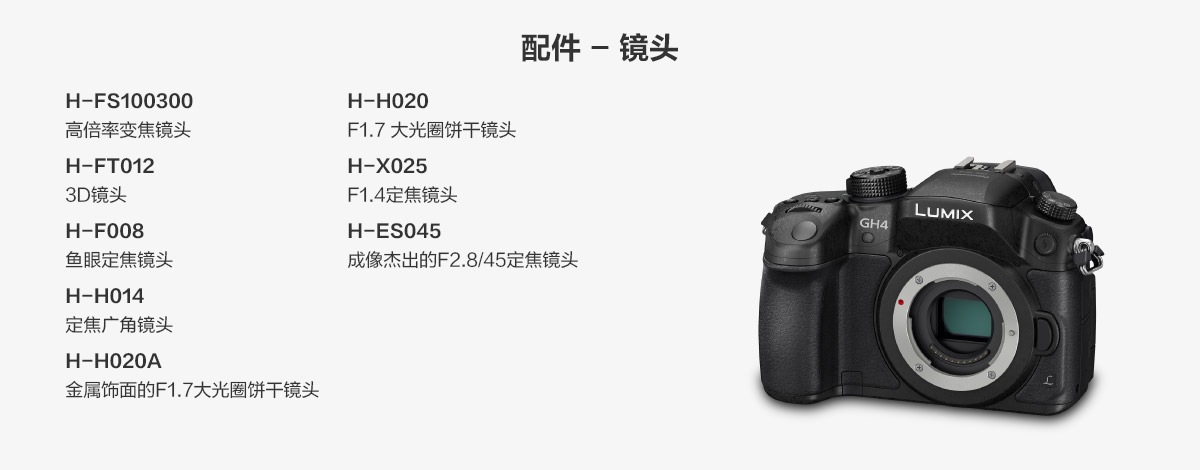 配件 – 镜头
H-FS100300
高倍率变焦镜头
H-FT012
3D镜头
H-F008
鱼眼定焦镜头
H-H014
定焦广角镜头
H-H020A
金属饰面的F1.7大光圈饼干镜头
H-H020
F1.7 大光圈饼干镜头
H-X025
F1.4定焦镜头
H-ES045
成像杰出的F2.8/45定焦镜头
LUMIX
GH4
L